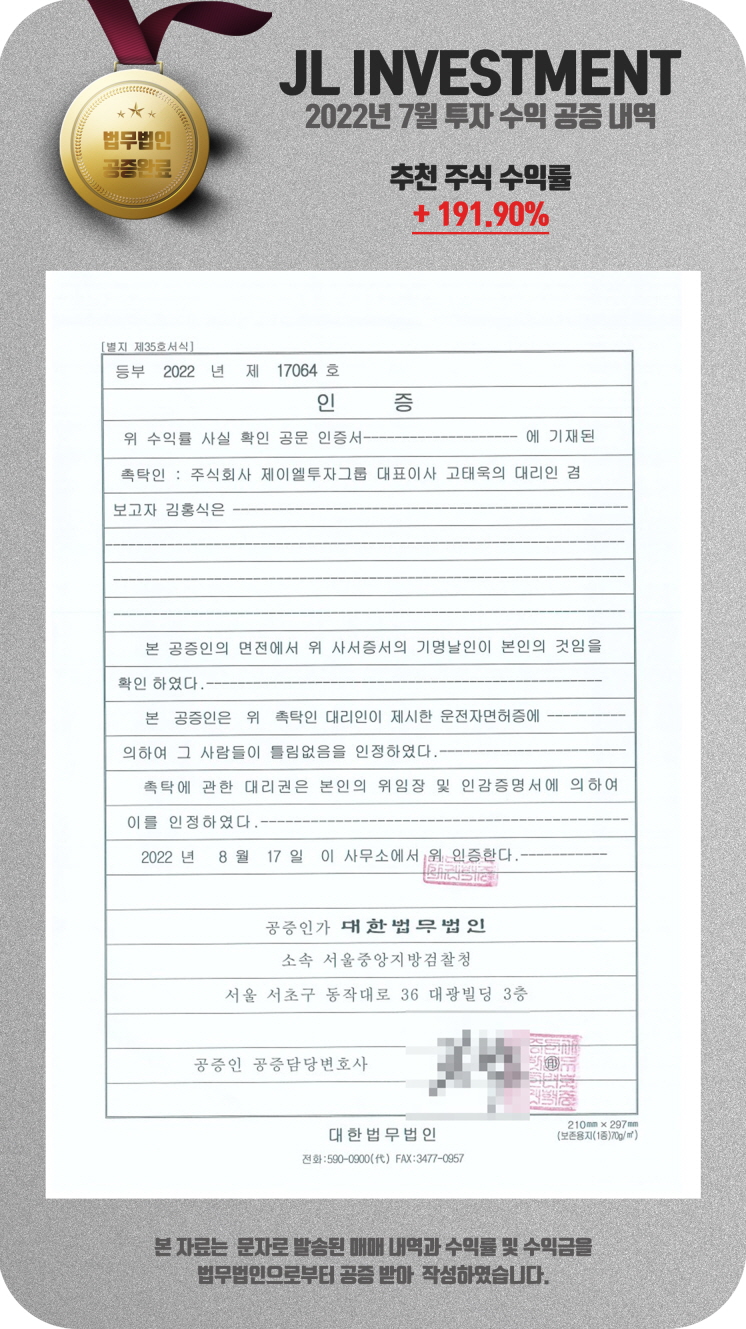 JL INVESTMENT
2022년 7월 투자 수익 공증 내역
법무법인
공증완료
추천 주식 수익률
+ 191.90%
[별지 제35호서식]
등부 2022 년 제 17064 호
인 증
위 수익률 사실 확인 공문 인증서-------------------- 에 기재된
촉탁인 : 주식회사 제이엘투자그룹 대표이사 고태욱의 대리인 겸
보고자 김홍식은 --------------------------------------------------
------------------------------------------------------------------
------------------------------------------------------------------
------------------------------------------------------------------
본 공증인의 면전에서 위 사서증서의 기명날인이 본인의 것임을
확인 하였다.--------------------------------------------------
본 공증인은 위 촉탁인 대리인이 제시한 운전자면허증에 ----------
의하여 그 사람들이 틀림없음을 인정하였다.------------------------
촉탁에 관한 대리권은 본인의 위임장 및 인감증명서에 의하여
이를 인정하였다.-----------------------------------------------
2022 년 8 월 17 일 이 사무소에서 위 인증한다.-----------
공증인가 대한법무법인
소속 서울중앙지방검찰청
서울 서초구 동작대로 36 대광빌딩 3층
공증인 공증담당변호사
210㎜ × 297㎜
(보존용지(1종)70g/㎡)
대한법무법인
전화:590-0900(代) FAX:3477-0957
본 자료는 문자로 발송된 매매 내역과 수익률 및 수익금을
법무법인으로부터 공증 받아 작성하였습니다.